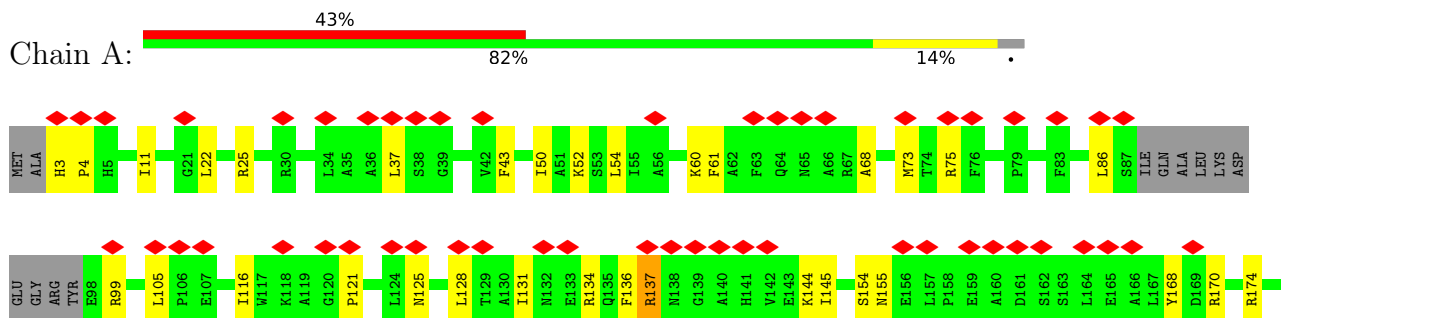 43%
Chain A:
82% 14% •
MET ALA H3 P4 H5 I11 G21 L22 R25 R30 L34 A35 A36 L37 S38 G39 V42 F43 I50 A51 K52 S53 L54 I55 A56 K60 F61 A62 F63 Q64 N65 A66 R67 A68 M73 T74 R75 F76 P79 F83 L86 S87 ILE GLN ALA LEU LYS ASP
GLU GLY ARG TYR E98 R99 L105 P106 E107 I116 W117 K118 A119 G120 P121 L124 N125 L128 T129 A130 I131 N132 E133 R134 Q135 F136 R137 N138 G139 A140 H141 V142 E143 K144 I145 S154 N155 E156 L157 P158 E159 A160 D161 S162 S163 L164 E165 A166 L167 Y168 D169 R170 R174